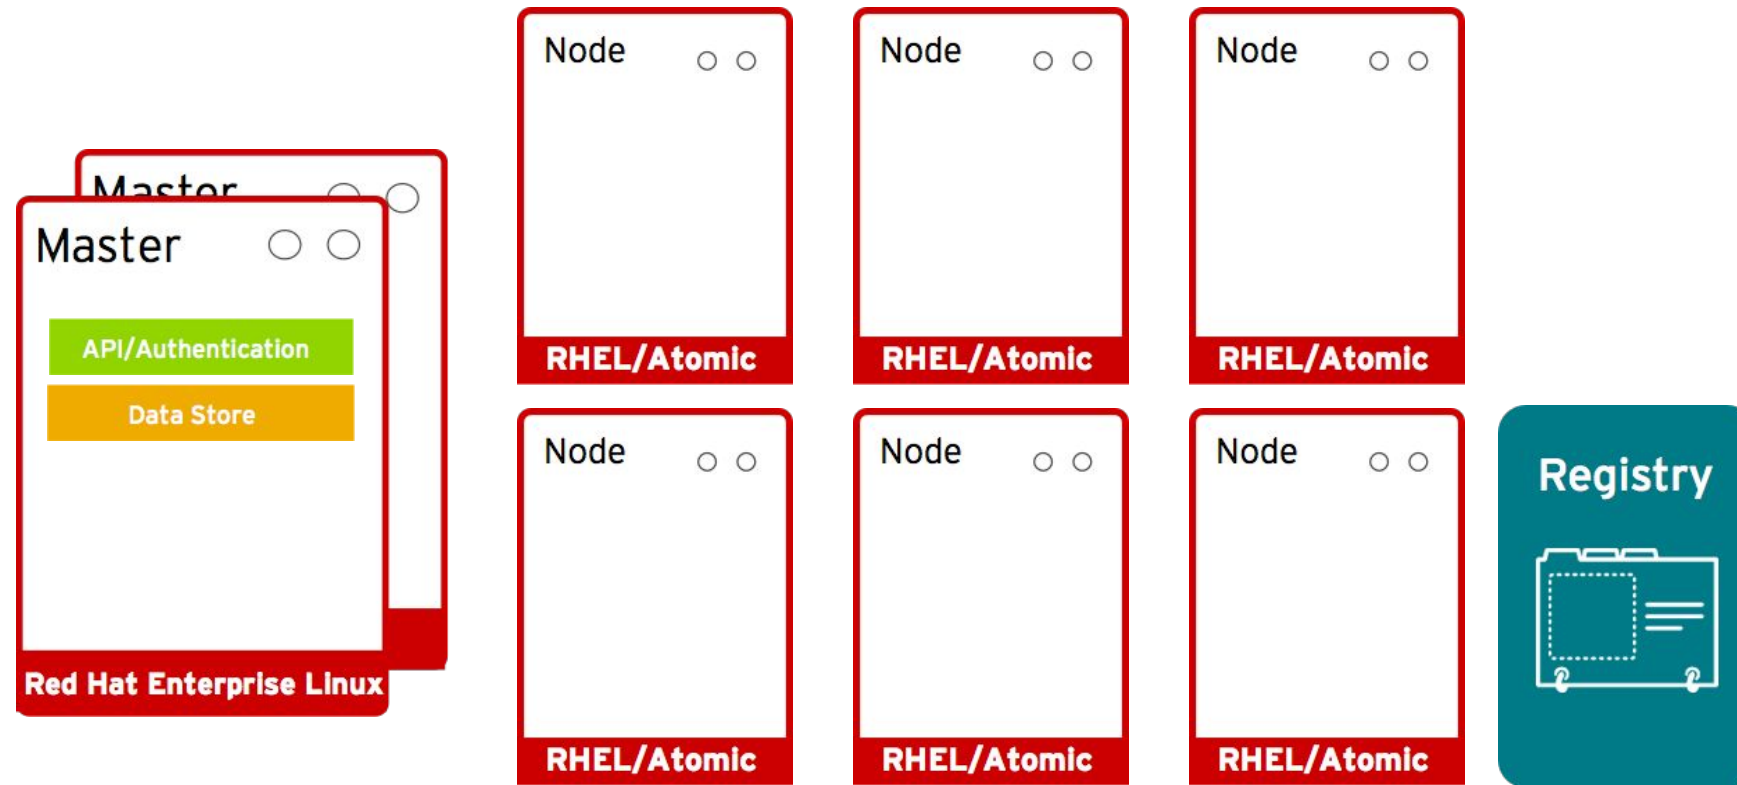 Master
Master
API/Authentication
Data Store
Red Hat Enterprise Linux
Node
Node
Node
RHEL/Atomic
RHEL/Atomic
RHEL/Atomic
Node
Node
Node
RHEL/Atomic
RHEL/Atomic
RHEL/Atomic
Registry